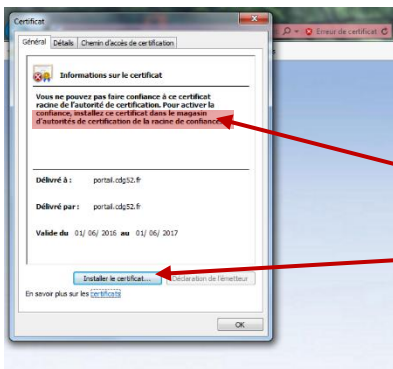 Certificat
Erreur de certificat
Général Détails Chemin d'accès de certification
Informations sur le certificat
Vous ne pouvez pas faire confiance à ce certificat
racine de l'autorité de certification. Pour activer la
confiance, installez ce certificat dans le magasin
d'autorités de certification de la racine de confiance.
Délivré à : portail.cdg52.fr
Délivré par : portail.cdg52.fr
Valide du 01/ 06/ 2016 au 01/ 06/ 2017
Installer le certificat... Déclaration de l'émetteur
En savoir plus sur les certificats
OK